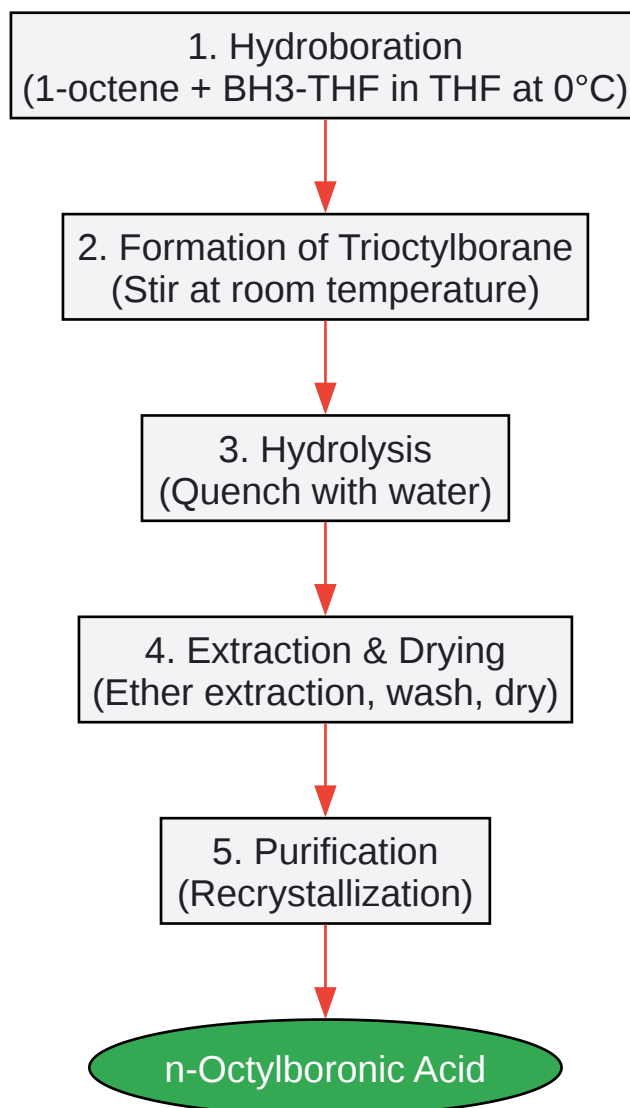 1. Hydroboration
(1-octene + BH3-THF in THF at 0°C)
2. Formation of Trioctylborane
(Stir at room temperature)
3. Hydrolysis
(Quench with water)
4. Extraction & Drying
(Ether extraction, wash, dry)
5. Purification
(Recrystallization)
n-Octylboronic Acid